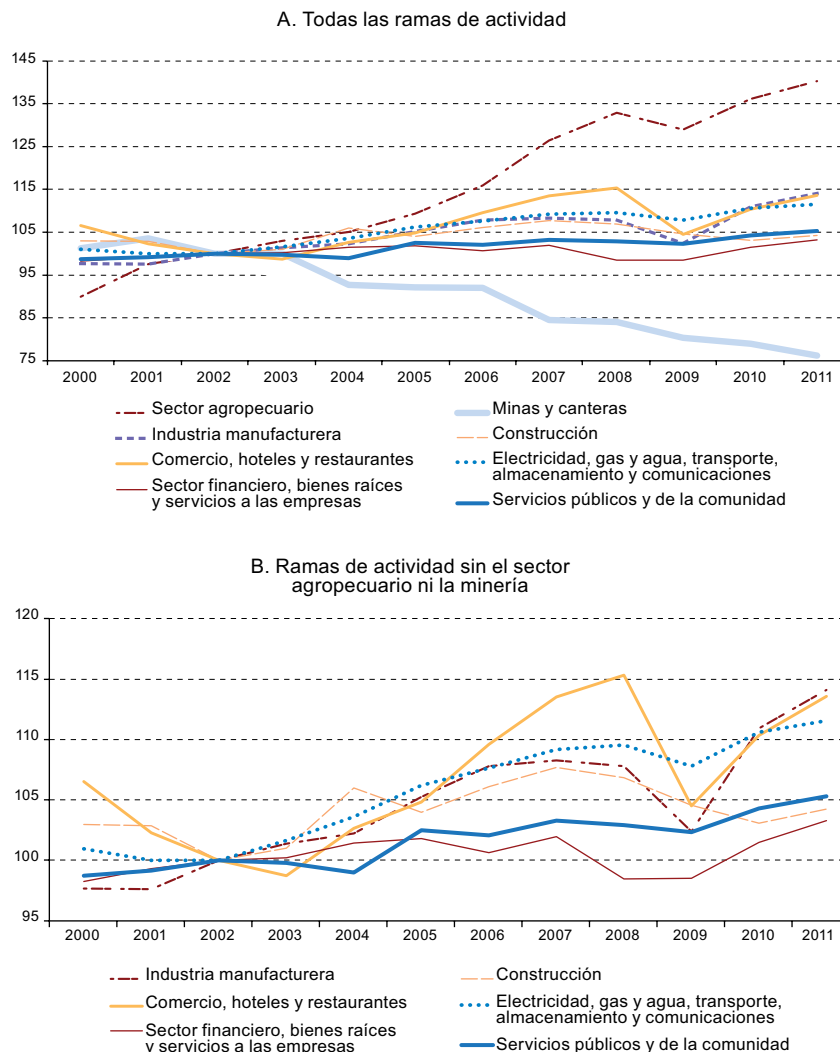 A. Todas las ramas de actividad
145
135
125
115
105
95
85
75
2000 2001 2002 2003 2004 2005 2006 2007 2008 2009 2010 2011
Sector agropecuario
Industria manufacturera
Comercio, hoteles y restaurantes
Sector financiero, bienes raíces
y servicios a las empresas
Minas y canteras
Construcción
Electricidad, gas y agua, transporte,
almacenamiento y comunicaciones
Servicios públicos y de la comunidad
B. Ramas de actividad sin el sector
agropecuario ni la minería
120
115
110
105
100
95
2000 2001 2002 2003 2004 2005 2006 2007 2008 2009 2010 2011
Industria manufacturera
Comercio, hoteles y restaurantes
Sector financiero, bienes raíces
y servicios a las empresas
Construcción
Electricidad, gas y agua, transporte,
almacenamiento y comunicaciones
Servicios públicos y de la comunidad